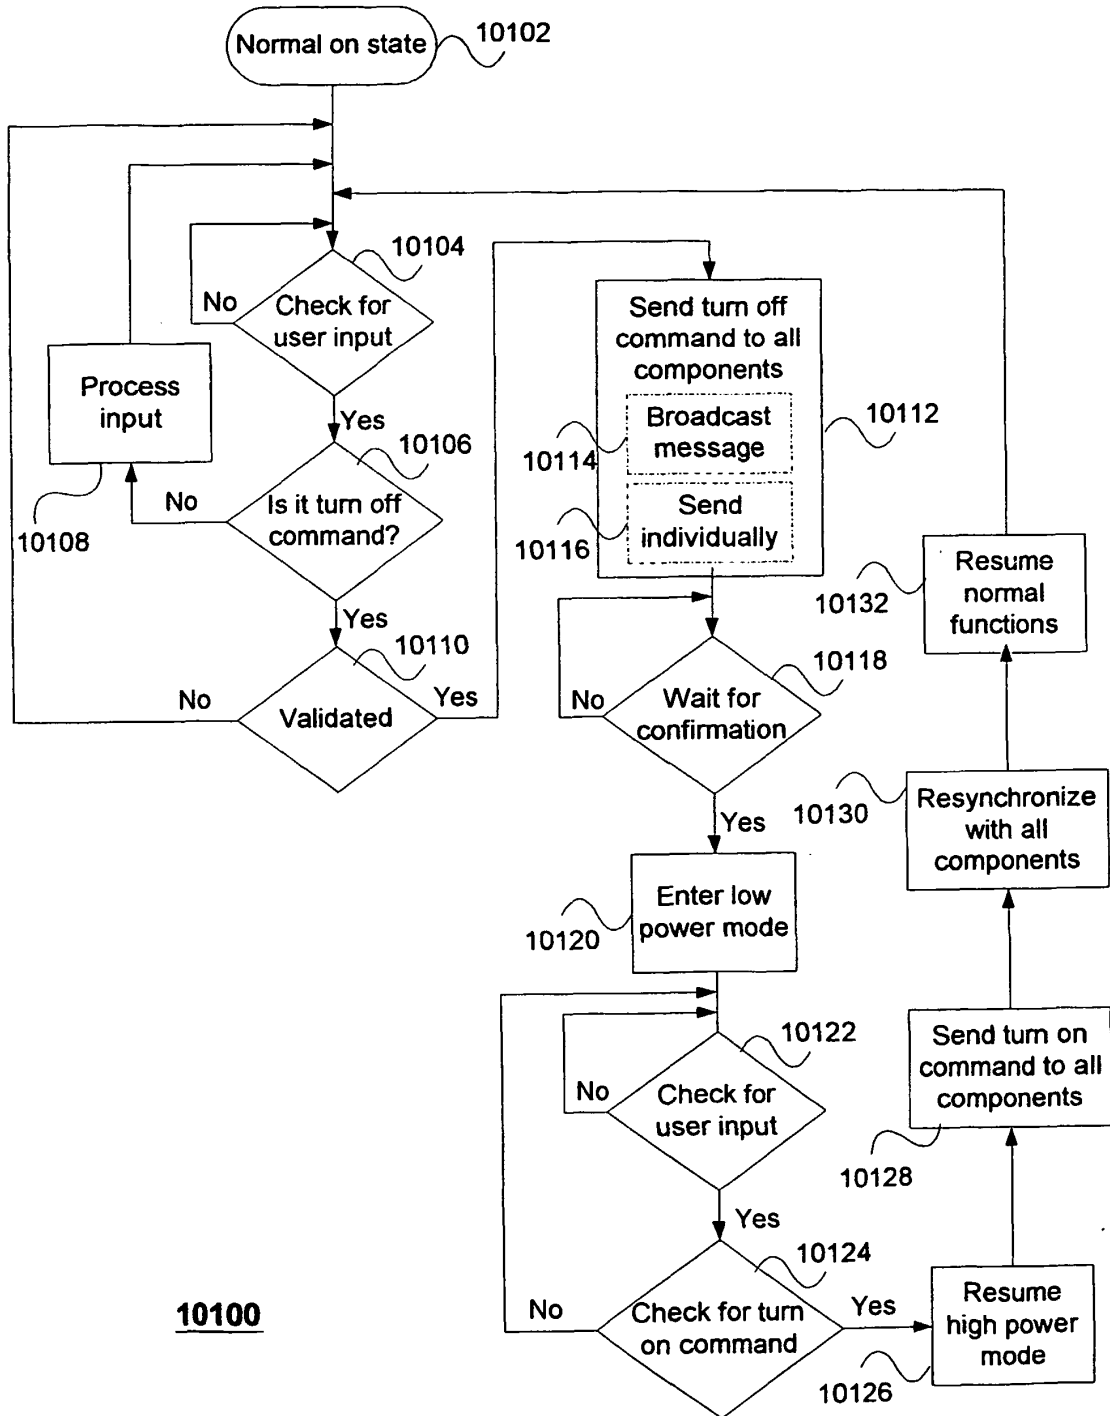 Normal on state
10102
10104
No
Check for
user input
Process
input
10108
Yes
10106
No
Is it turn off
command?
Yes
10110
No
Validated
Yes
Send turn off
command to all
components
10112
Broadcast
message
10114
Send
individually
10116
10118
No
Wait for
confirmation
Yes
Enter low
power mode
10120
10122
No
Check for
user input
Yes
10124
No
Check for turn
on command
Yes
Resume
high power
mode
10126
Send turn on
command to all
components
10128
Resynchronize
with all
components
10130
Resume
normal
functions
10132
10100